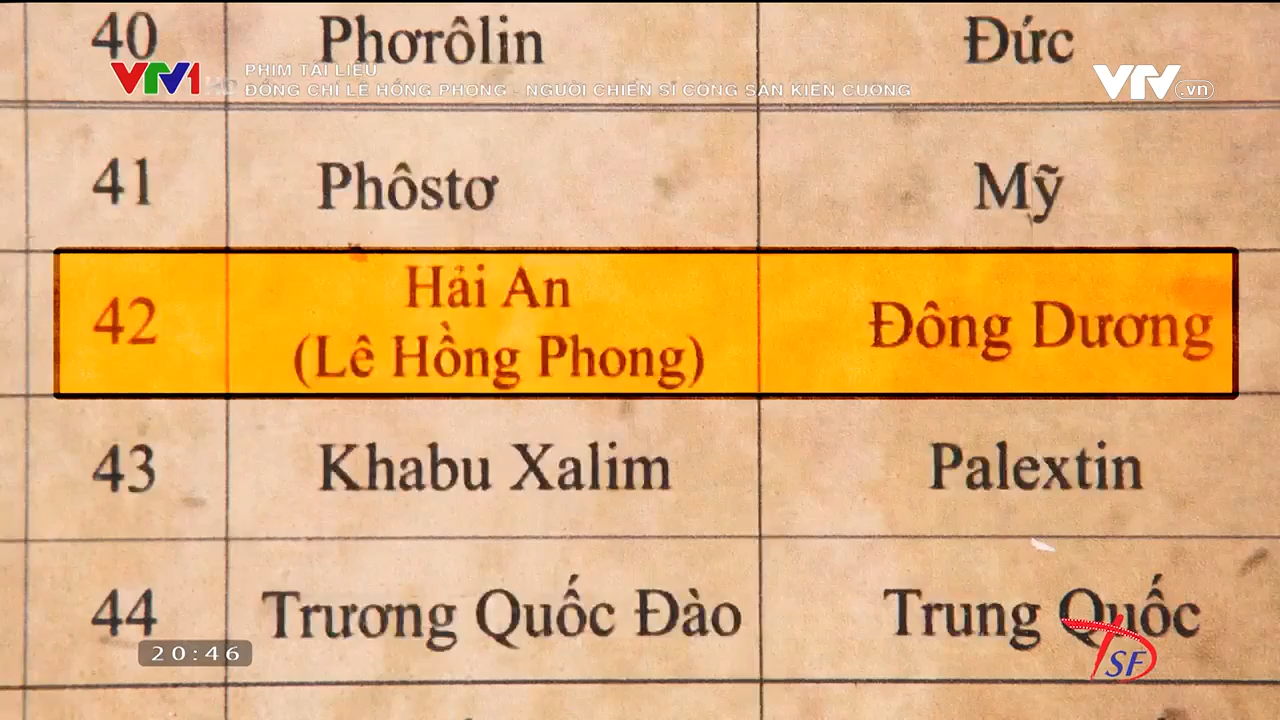 40 Phơrôlin Đức
VTV1 PHIM TÀI LIỆU VTV.vn
ĐỒNG CHÍ LÊ HỒNG PHONG - NGƯỜI CHIẾN SĨ CỘNG SẢN KIÊN CƯỜNG
41 Phôstơ Mỹ
Hải An
42 (Lê Hồng Phong) Đông Dương
43 Khabu Xalim Palextin
44 Trương Quốc Đào Trung Quốc
20:46
SF